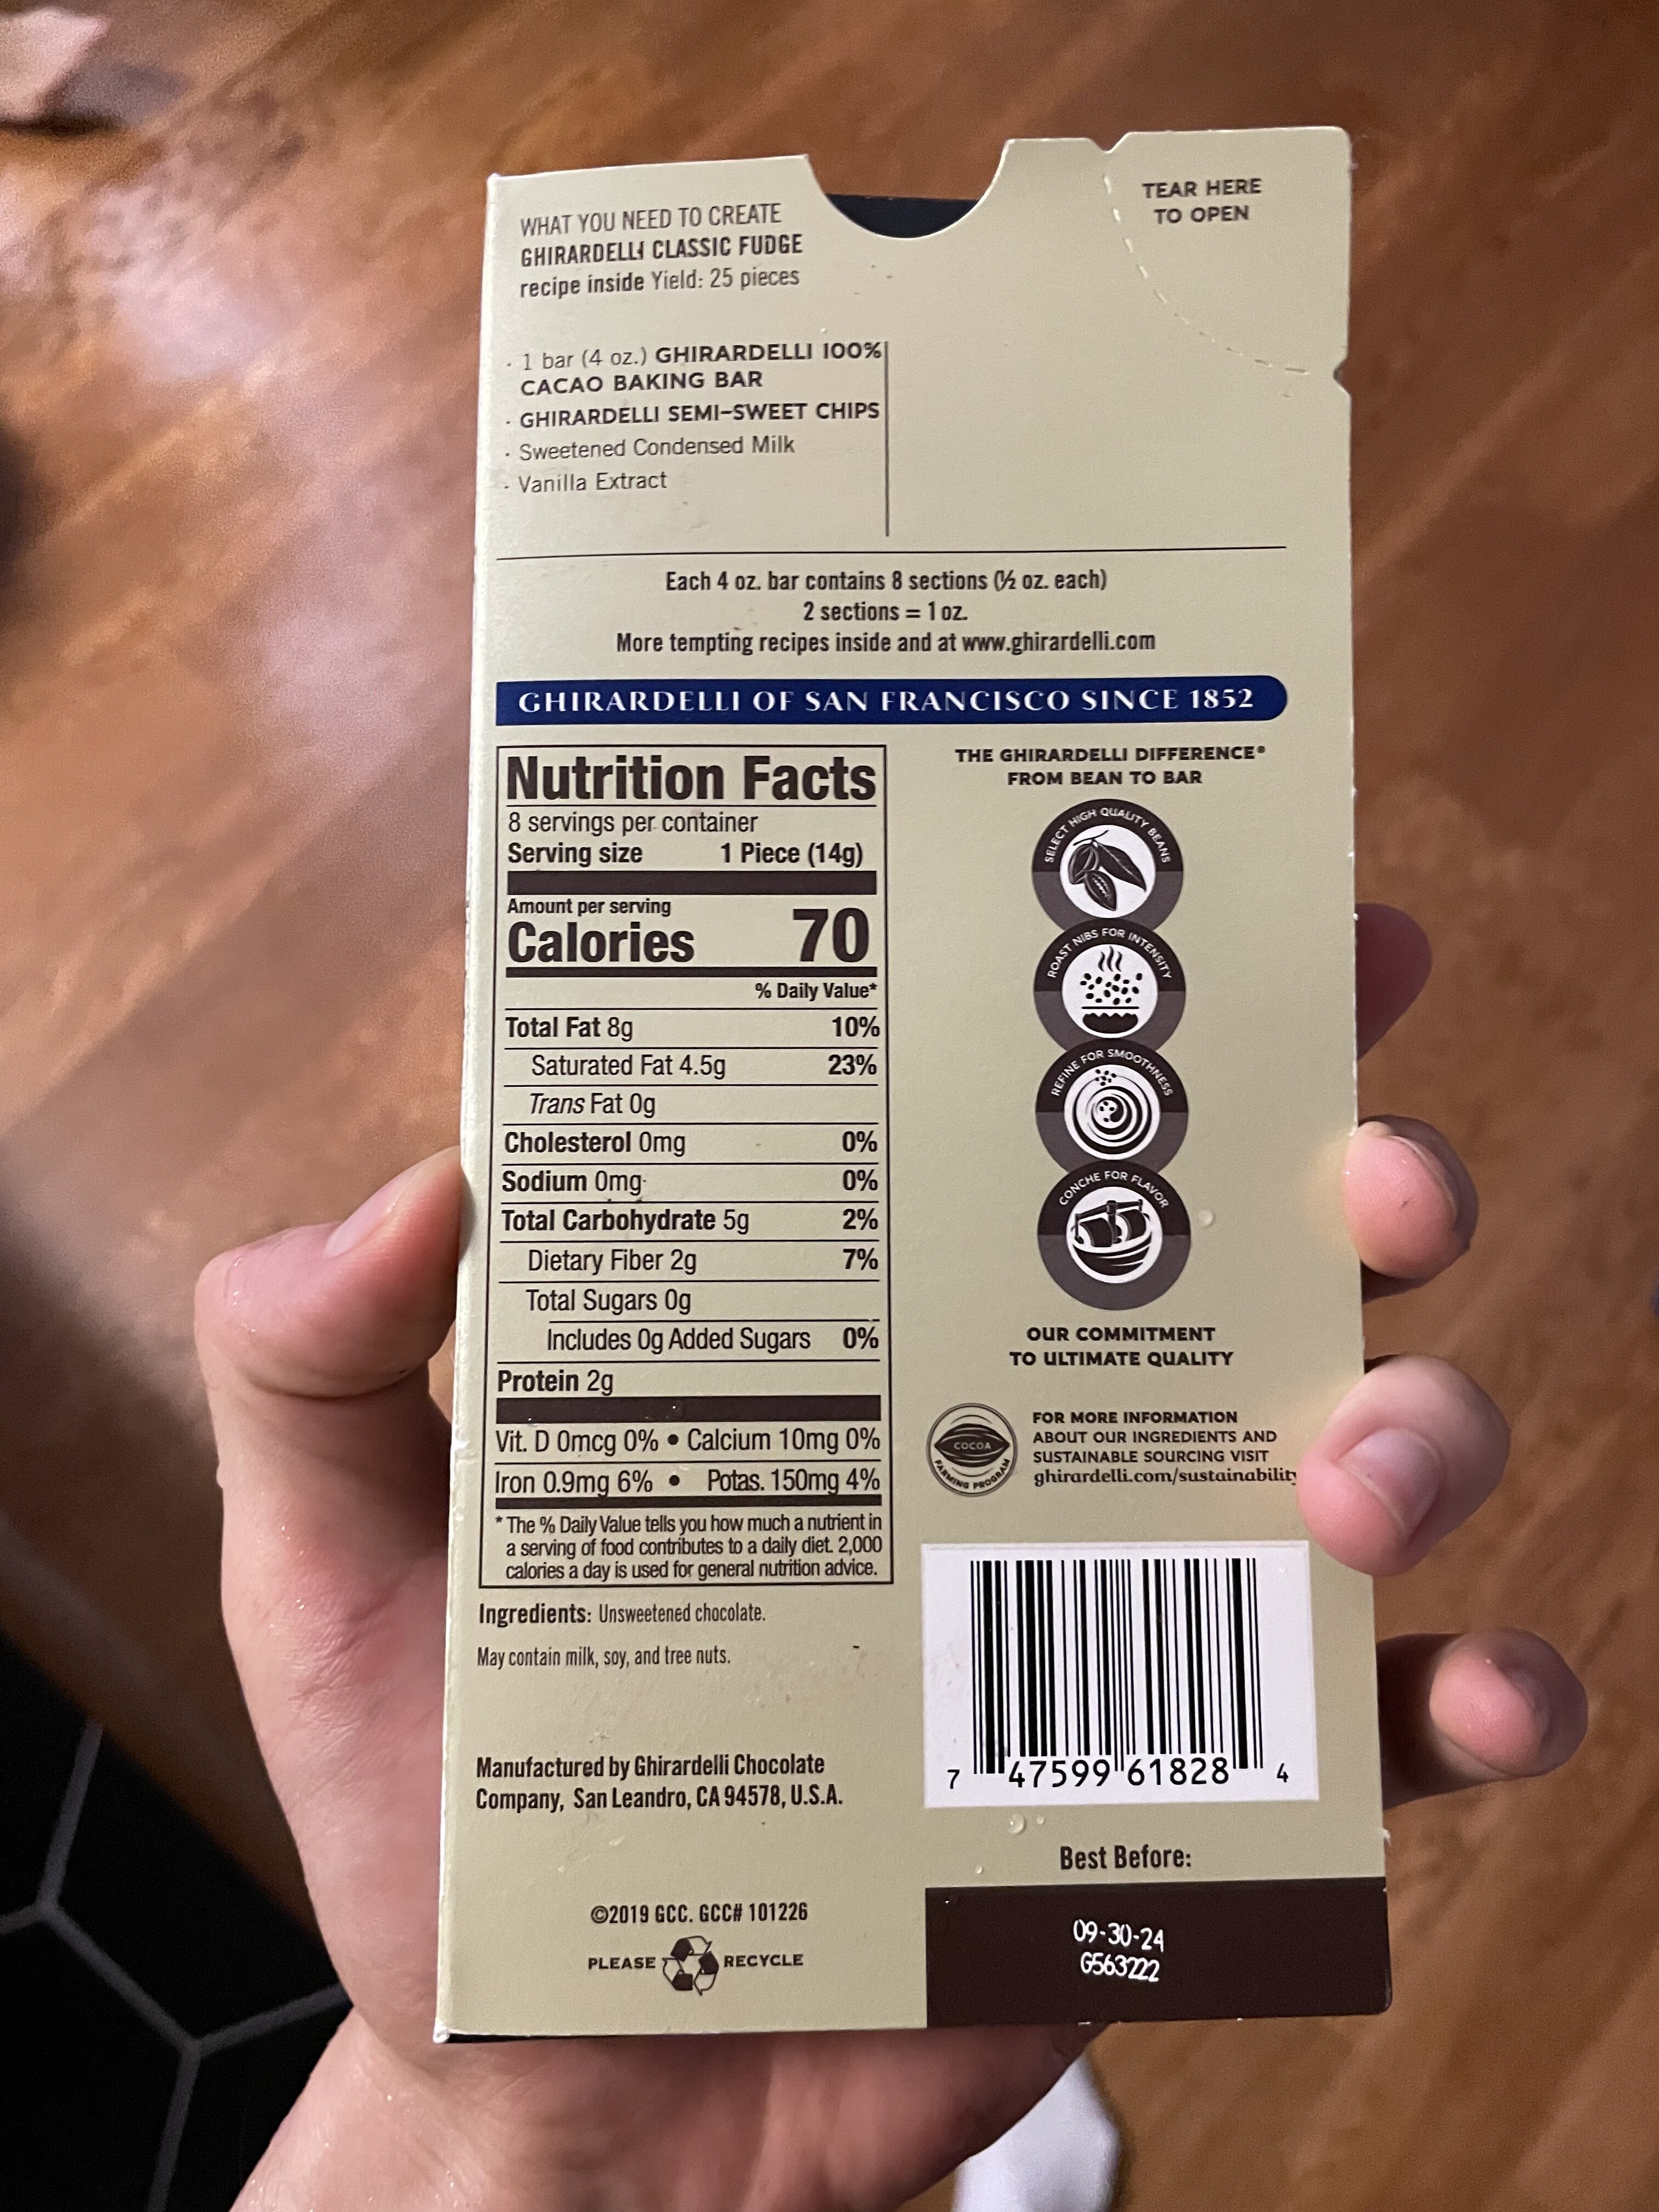 TEAR HERE
TO OPEN
WHAT YOU NEED TO CREATE
GHIRARDELLI CLASSIC FUDGE
recipe inside Yield: 25 pieces
· 1 bar (4 oz.) GHIRARDELLI 100%
CACAO BAKING BAR
· GHIRARDELLI SEMI-SWEET CHIPS
· Sweetened Condensed Milk
· Vanilla Extract
Each 4 oz. bar contains 8 sections (½ oz. each)
2 sections = 1 oz.
More tempting recipes inside and at www.ghirardelli.com
GHIRARDELLI OF SAN FRANCISCO SINCE 1852
Nutrition Facts
8 servings per container
Serving size 1 Piece (14g)
Amount per serving
Calories 70
% Daily Value*
Total Fat 8g 10%
Saturated Fat 4.5g 23%
Trans Fat 0g
Cholesterol 0mg 0%
Sodium 0mg 0%
Total Carbohydrate 5g 2%
Dietary Fiber 2g 7%
Total Sugars 0g
Includes 0g Added Sugars 0%
Protein 2g
Vit. D 0mcg 0% • Calcium 10mg 0%
Iron 0.9mg 6% • Potas. 150mg 4%
* The % Daily Value tells you how much a nutrient in
a serving of food contributes to a daily diet. 2,000
calories a day is used for general nutrition advice.
Ingredients: Unsweetened chocolate.
May contain milk, soy, and tree nuts.
Manufactured by Ghirardelli Chocolate
Company, San Leandro, CA 94578, U.S.A.
©2019 GCC. GCC# 101226
PLEASE RECYCLE
THE GHIRARDELLI DIFFERENCE®
FROM BEAN TO BAR
SELECT HIGH QUALITY BEANS
ROAST NIBS FOR INTENSITY
REFINE FOR SMOOTHNESS
CONCHE FOR FLAVOR
OUR COMMITMENT
TO ULTIMATE QUALITY
COCOA
FARMING PROGRAM
FOR MORE INFORMATION
ABOUT OUR INGREDIENTS AND
SUSTAINABLE SOURCING VISIT
ghirardelli.com/sustainability
7 47599 61828 4
Best Before:
09-30-24
G563222